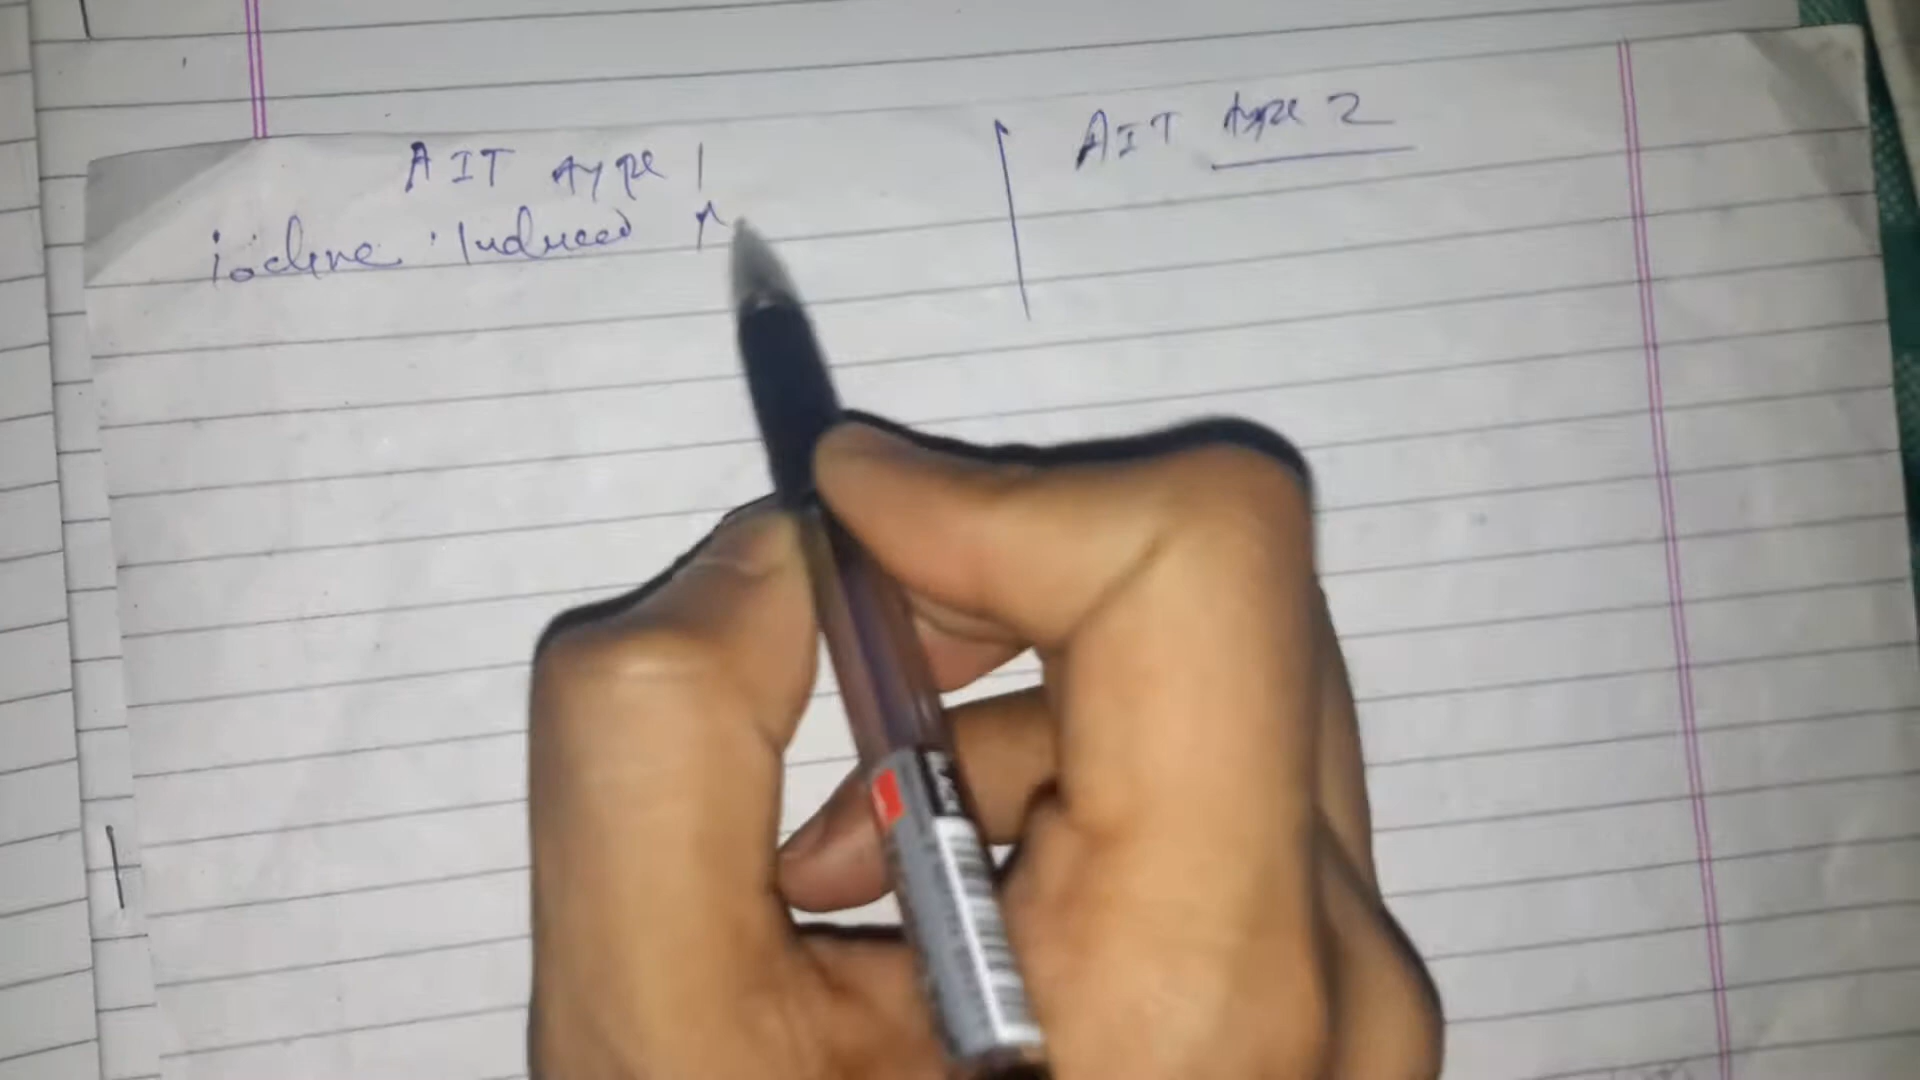 AIT type 1
iodine Induced ↑
AIT type 2